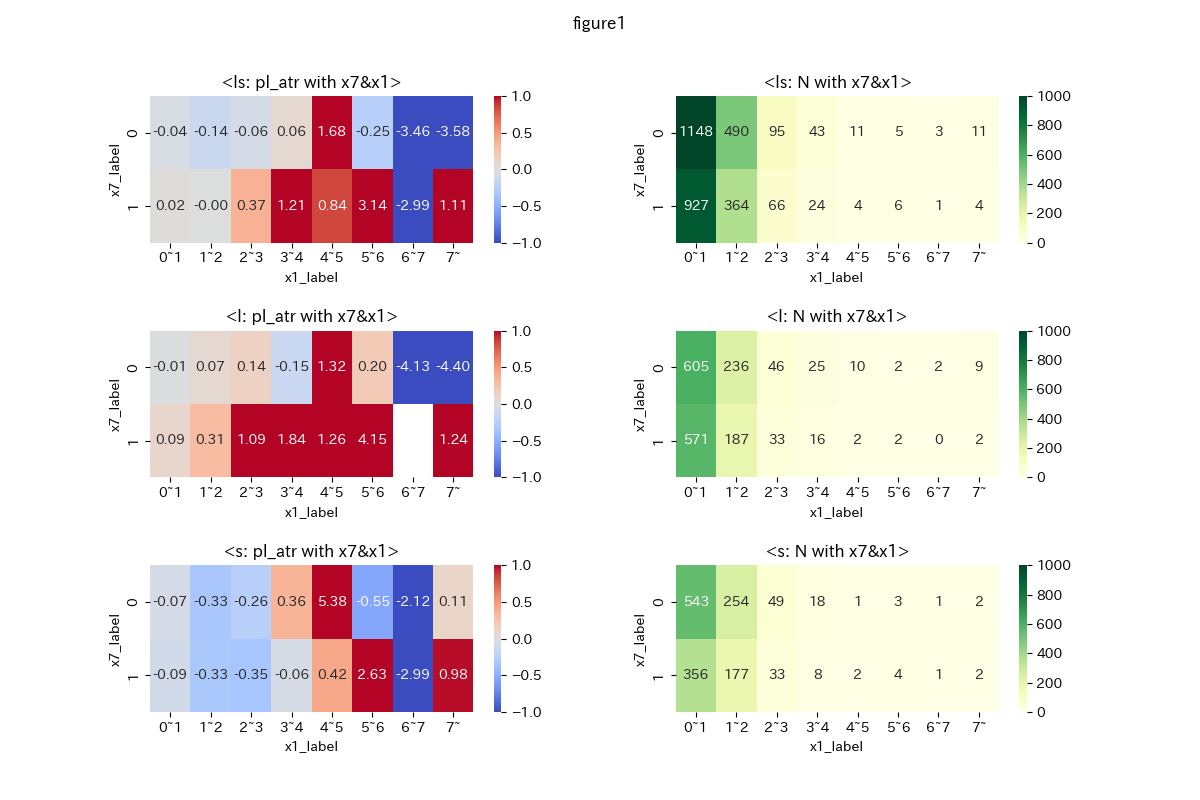 figure1
<ls: pl_atr with x7&x1>
x7_label
0
-0.04 -0.14 -0.06 0.06 1.68 -0.25 -3.46 -3.58
1
0.02 -0.00 0.37 1.21 0.84 3.14 -2.99 1.11
0~1 1~2 2~3 3~4 4~5 5~6 6~7 7~
x1_label
1.0
0.5
0.0
−0.5
−1.0
<ls: N with x7&x1>
x7_label
0
1148 490 95 43 11 5 3 11
1
927 364 66 24 4 6 1 4
0~1 1~2 2~3 3~4 4~5 5~6 6~7 7~
x1_label
1000
800
600
400
200
0
<l: pl_atr with x7&x1>
x7_label
0
-0.01 0.07 0.14 -0.15 1.32 0.20 -4.13 -4.40
1
0.09 0.31 1.09 1.84 1.26 4.15 1.24
0~1 1~2 2~3 3~4 4~5 5~6 6~7 7~
x1_label
1.0
0.5
0.0
−0.5
−1.0
<l: N with x7&x1>
x7_label
0
605 236 46 25 10 2 2 9
1
571 187 33 16 2 2 0 2
0~1 1~2 2~3 3~4 4~5 5~6 6~7 7~
x1_label
1000
800
600
400
200
0
<s: pl_atr with x7&x1>
x7_label
0
-0.07 -0.33 -0.26 0.36 5.38 -0.55 -2.12 0.11
1
-0.09 -0.33 -0.35 -0.06 0.42 2.63 -2.99 0.98
0~1 1~2 2~3 3~4 4~5 5~6 6~7 7~
x1_label
1.0
0.5
0.0
−0.5
−1.0
<s: N with x7&x1>
x7_label
0
543 254 49 18 1 3 1 2
1
356 177 33 8 2 4 1 2
0~1 1~2 2~3 3~4 4~5 5~6 6~7 7~
x1_label
1000
800
600
400
200
0